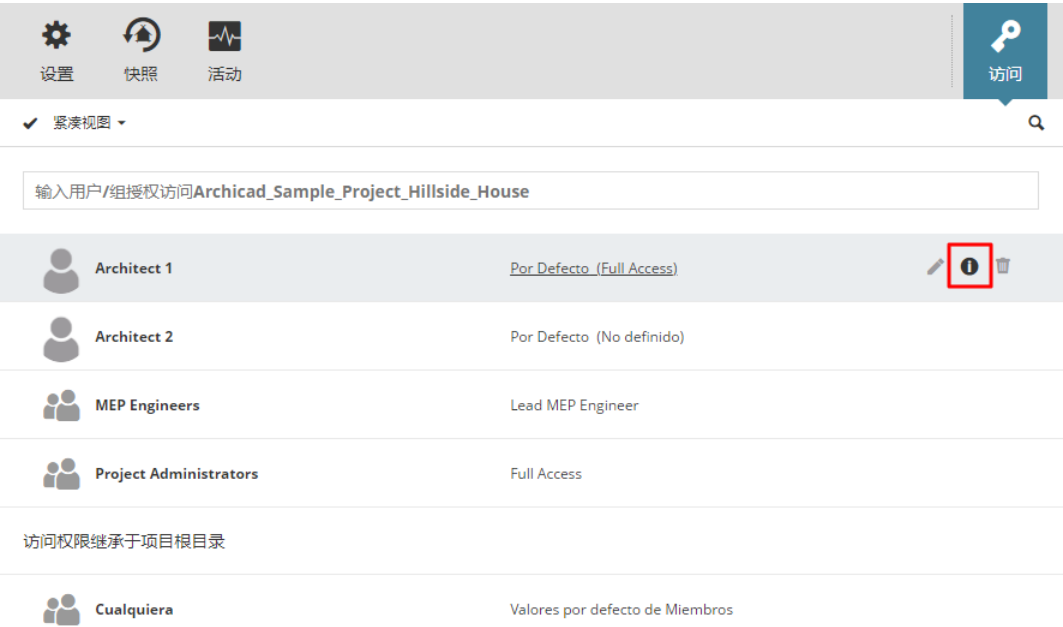 设置 快照 活动 访问
紧凑视图
输入用户/组授权访问Archicad_Sample_Project_Hillside_House
Architect 1 Por Defecto (Full Access)
Architect 2 Por Defecto (No definido)
MEP Engineers Lead MEP Engineer
Project Administrators Full Access
访问权限继承于项目根目录
Cualquiera Valores por defecto de Miembros